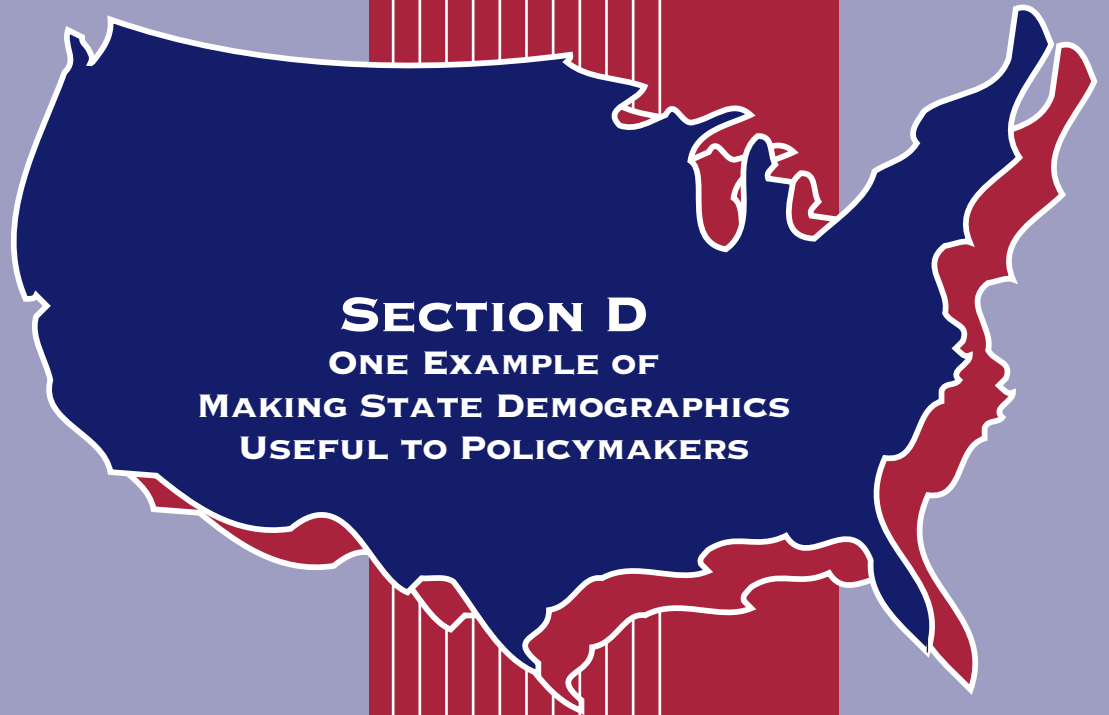 Section D
One Example of
Making State Demographics
Useful to Policymakers